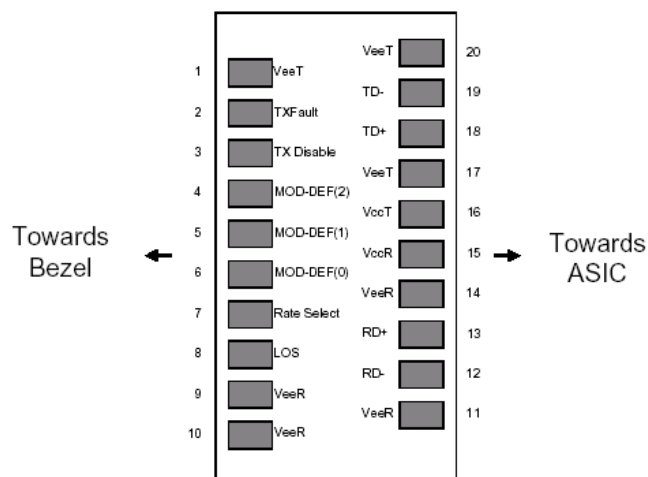 VeeT 20
1 VeeT
TD- 19
2 TXFault
TD+ 18
3 TX Disable
VeeT 17
4 MOD-DEF(2)
VccT 16
5 MOD-DEF(1)
Towards Bezel
VccR 15
Towards ASIC
6 MOD-DEF(0)
VeeR 14
7 Rate Select
RD+ 13
8 LOS
RD- 12
9 VeeR
VeeR 11
10 VeeR